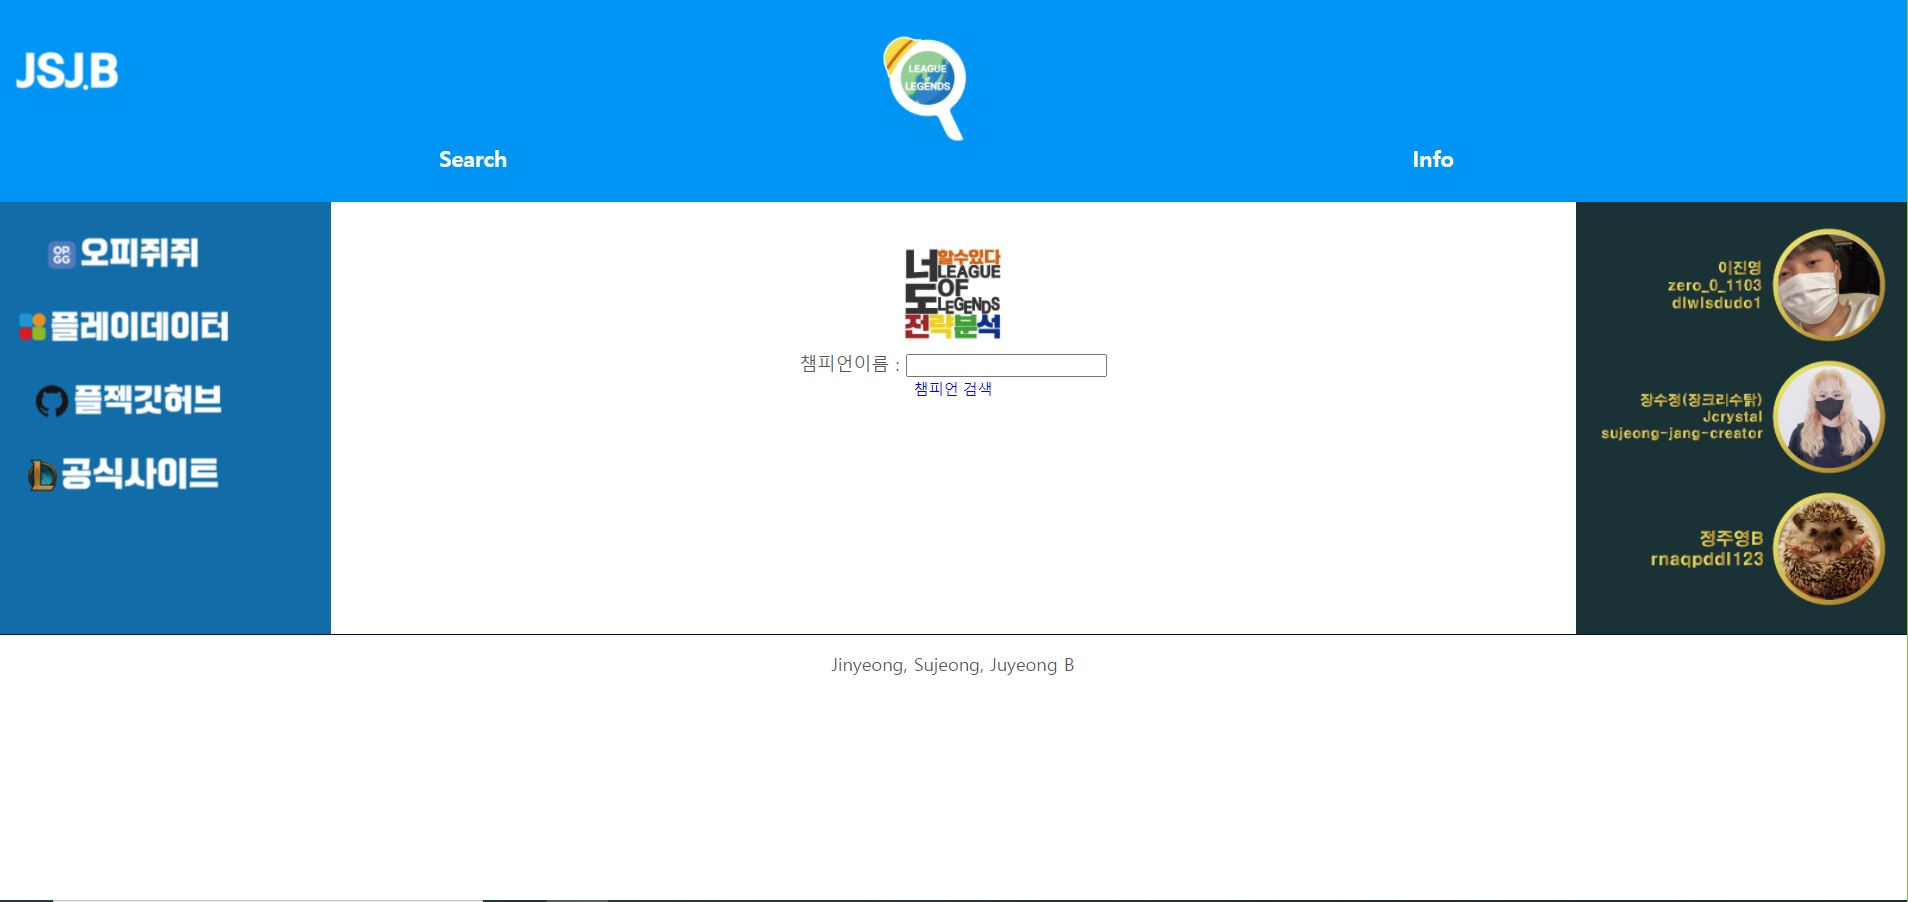 JSJ.B
LEAGUE
of
LEGENDS
Search
Info
OP
GG
오피쥐쥐
플레이데이터
플젝깃허브
공식사이트
너
할수있다
LEAGUE
도
OF
LEGENDS
전략분석
챔피언이름 :
챔피언 검색
이진영
zero_0_1103
dlwlsdudo1
장수정(장크리수탉)
Jcrystal
sujeong-jang-creator
정주영B
rnaqpddl123
Jinyeong, Sujeong, Juyeong B